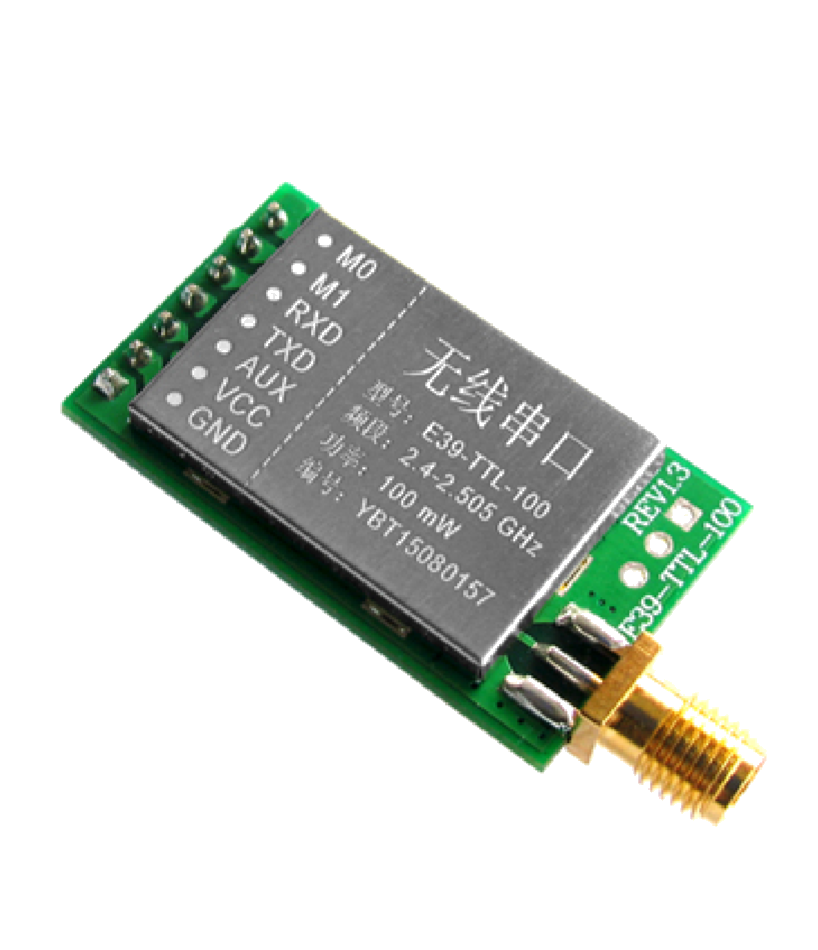 M0
M1
RXD
TXD
AUX
VCC
GND
无线串口
型号: E39-TTL-100
频段: 2.4-2.505 GHz
功率: 100 mW
编号: YBT15080157
REV1.3
E39-TTL-100